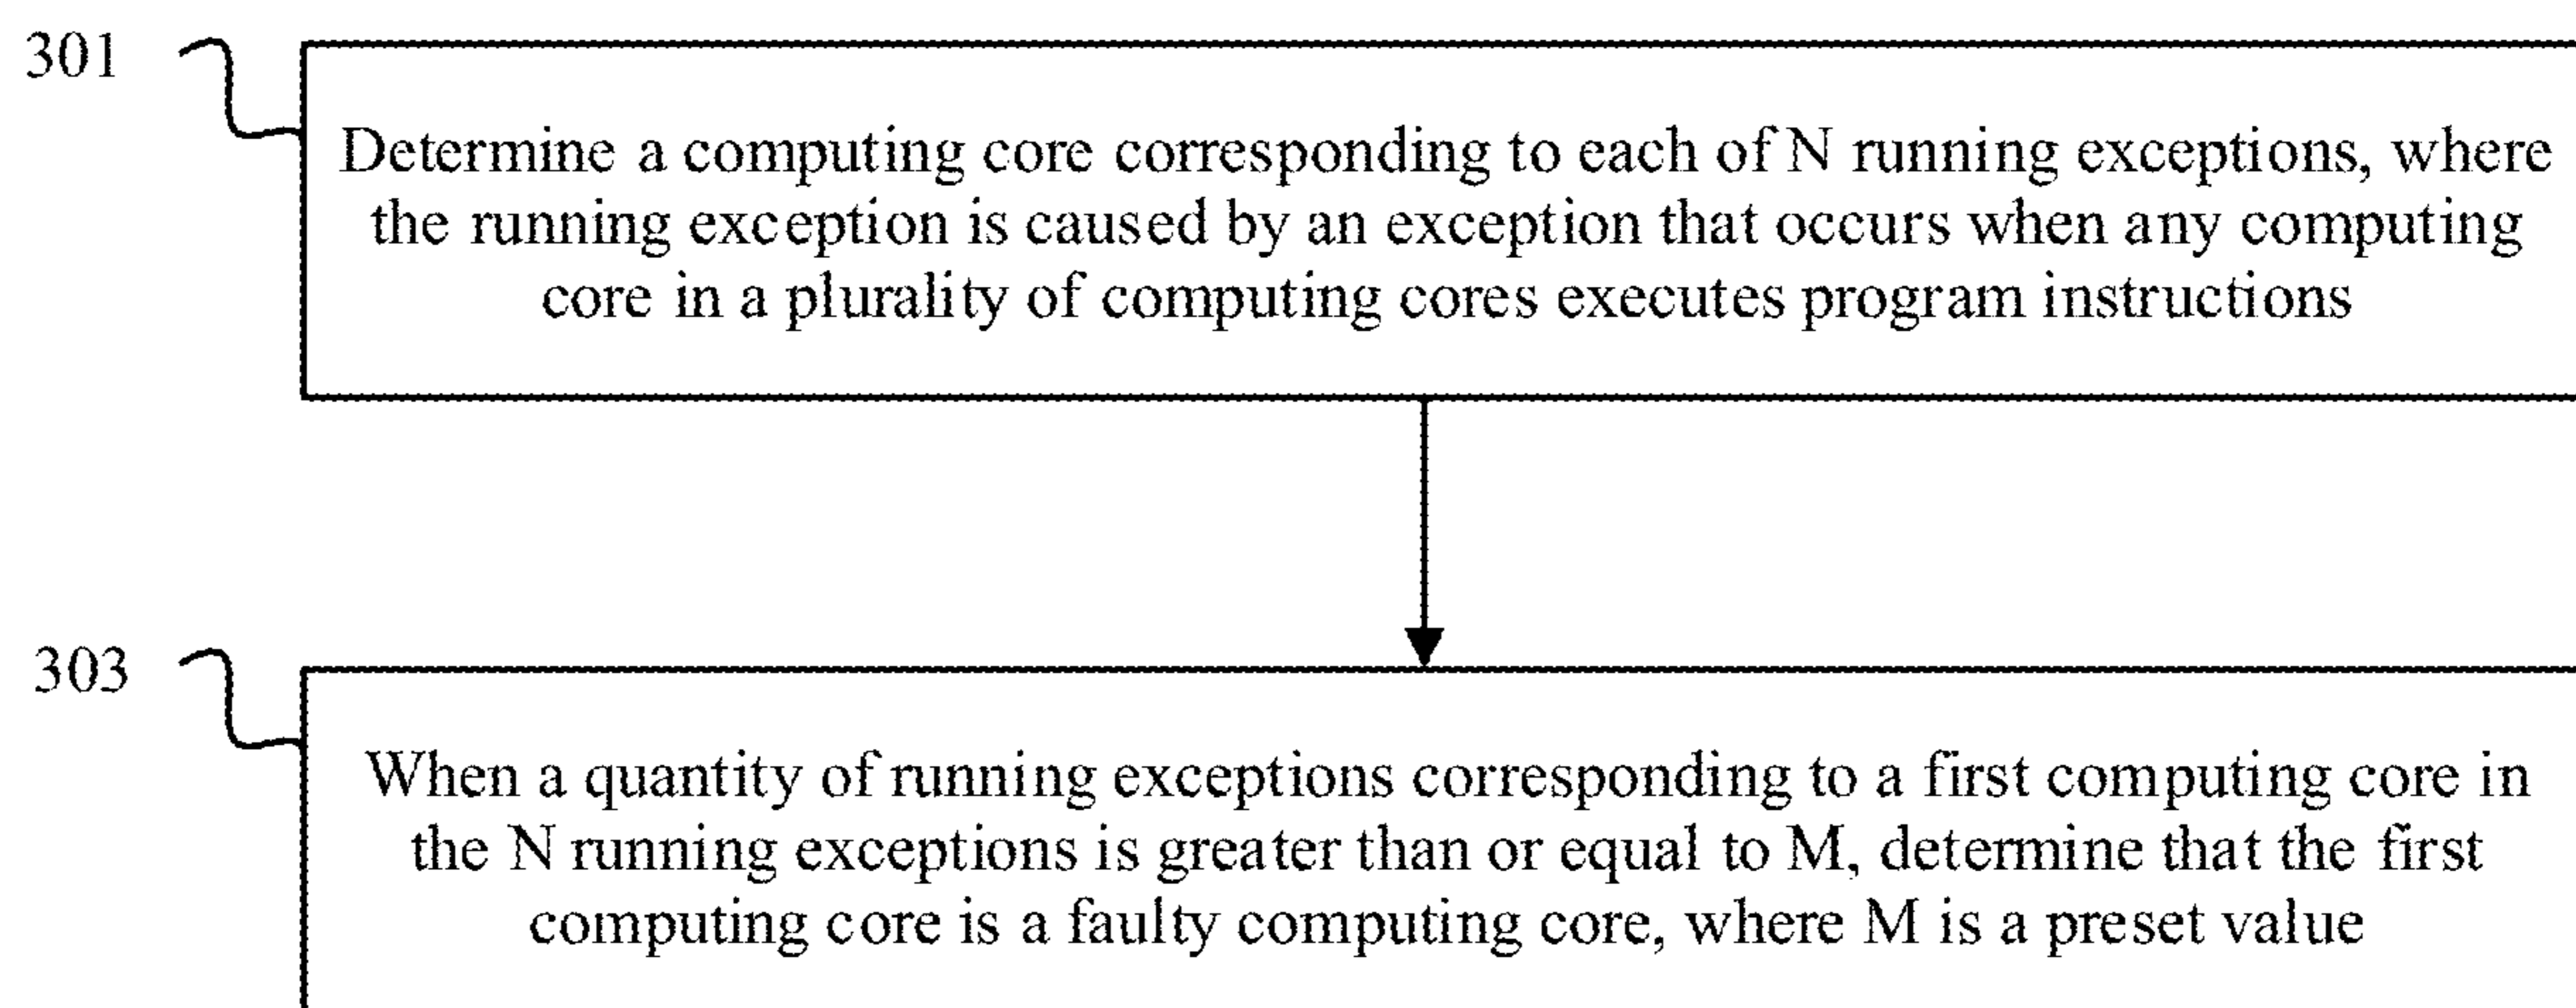 301
Determine a computing core corresponding to each of N running exceptions, where
the running exception is caused by an exception that occurs when any computing
core in a plurality of computing cores executes program instructions
303
When a quantity of running exceptions corresponding to a first computing core in
the N running exceptions is greater than or equal to M, determine that the first
computing core is a faulty computing core, where M is a preset value